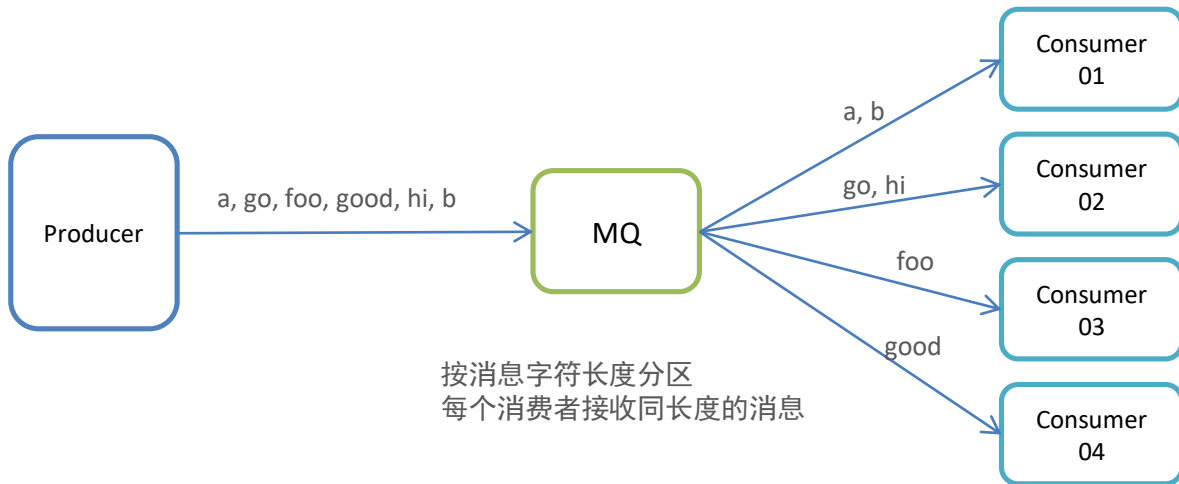 Producer
a, go, foo, good, hi, b
MQ
a, b
go, hi
foo
good
Consumer
01
Consumer
02
Consumer
03
Consumer
04
按消息字符长度分区
每个消费者接收同长度的消息